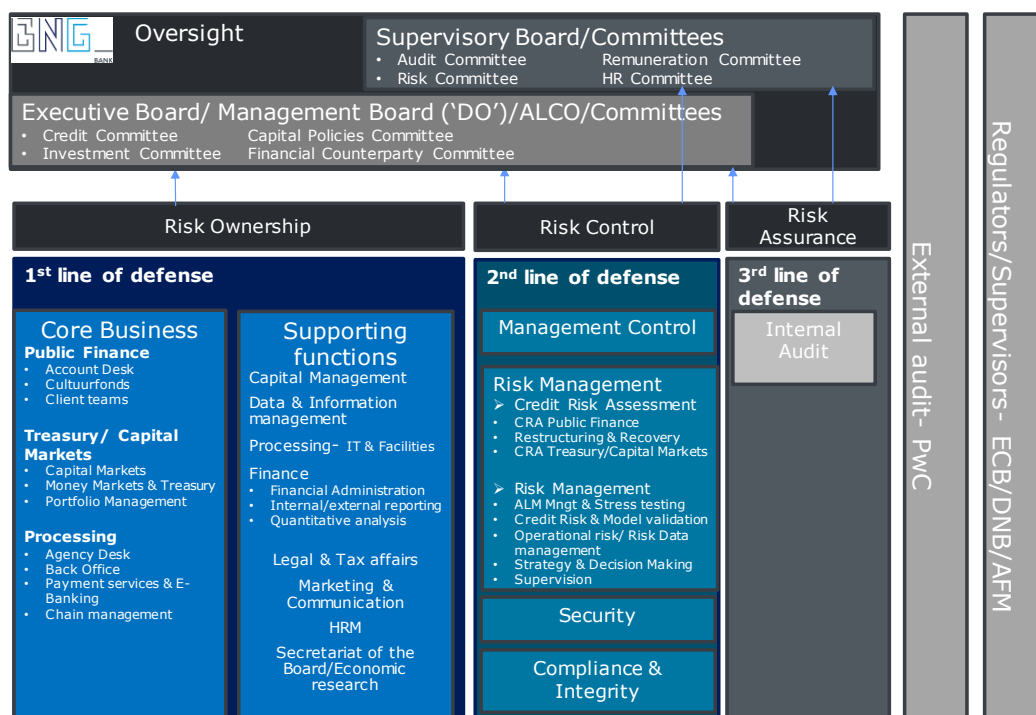 BNG
BANK
Oversight
Supervisory Board/Committees
• Audit Committee Remuneration Committee
• Risk Committee HR Committee
Executive Board/ Management Board (‘DO’)/ALCO/Committees
• Credit Committee Capital Policies Committee
• Investment Committee Financial Counterparty Committee
Risk Ownership
1st line of defense
Core Business
Public Finance
• Account Desk
• Cultuurfonds
• Client teams
Treasury/ Capital
Markets
• Capital Markets
• Money Markets & Treasury
• Portfolio Management
Processing
• Agency Desk
• Back Office
• Payment services & E-
Banking
• Chain management
Supporting
functions
Capital Management
Data & Information
management
Processing- IT & Facilities
Finance
• Financial Administration
• Internal/external reporting
• Quantitative analysis
Legal & Tax affairs
Marketing &
Communication
HRM
Secretariat of the
Board/Economic
research
Risk Control
2nd line of defense
Management Control
Risk Management
➢ Credit Risk Assessment
• CRA Public Finance
• Restructuring & Recovery
• CRA Treasury/Capital Markets
➢ Risk Management
• ALM Mngt & Stress testing
• Credit Risk & Model validation
• Operational risk/ Risk Data
management
• Strategy & Decision Making
• Supervision
Security
Compliance &
Integrity
Risk
Assurance
3rd line of
defense
Internal
Audit
External audit- PwC
Regulators/Supervisors- ECB/DNB/AFM